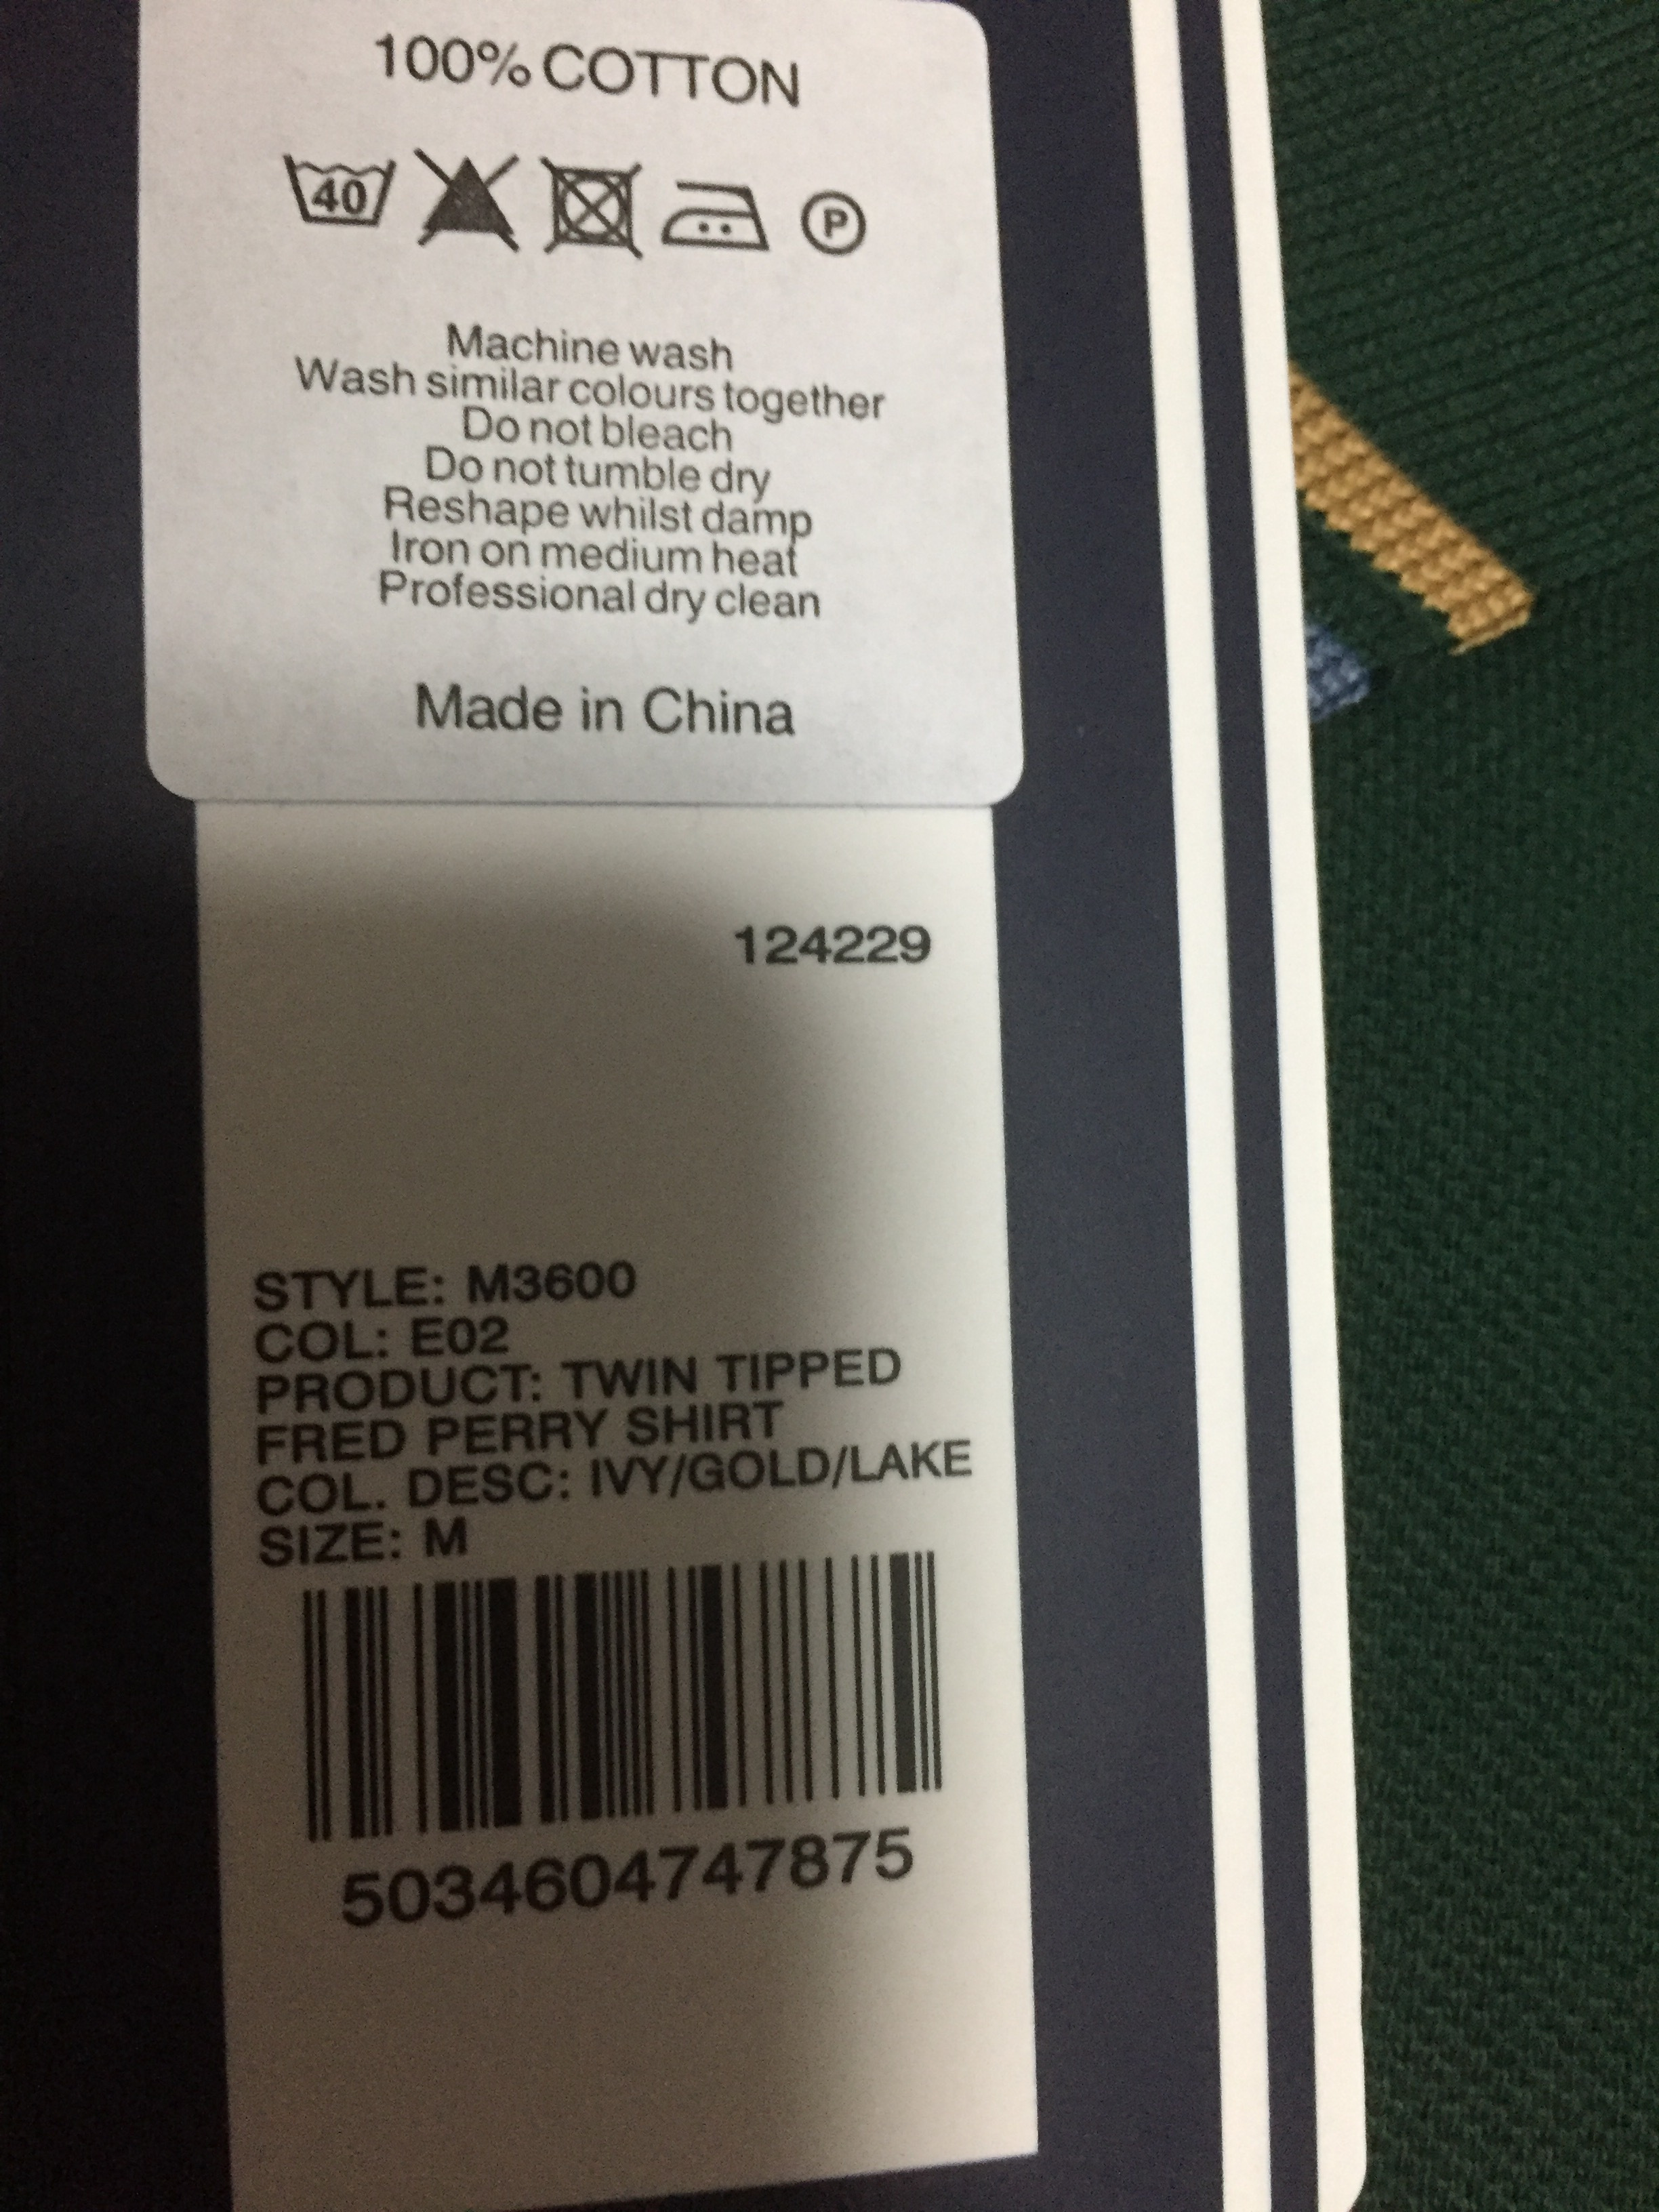 100% COTTON
40
P
Machine wash
Wash similar colours together
Do not bleach
Do not tumble dry
Reshape whilst damp
Iron on medium heat
Professional dry clean
Made in China
124229
STYLE: M3600
COL: E02
PRODUCT: TWIN TIPPED
FRED PERRY SHIRT
COL. DESC: IVY/GOLD/LAKE
SIZE: M
5034604747875